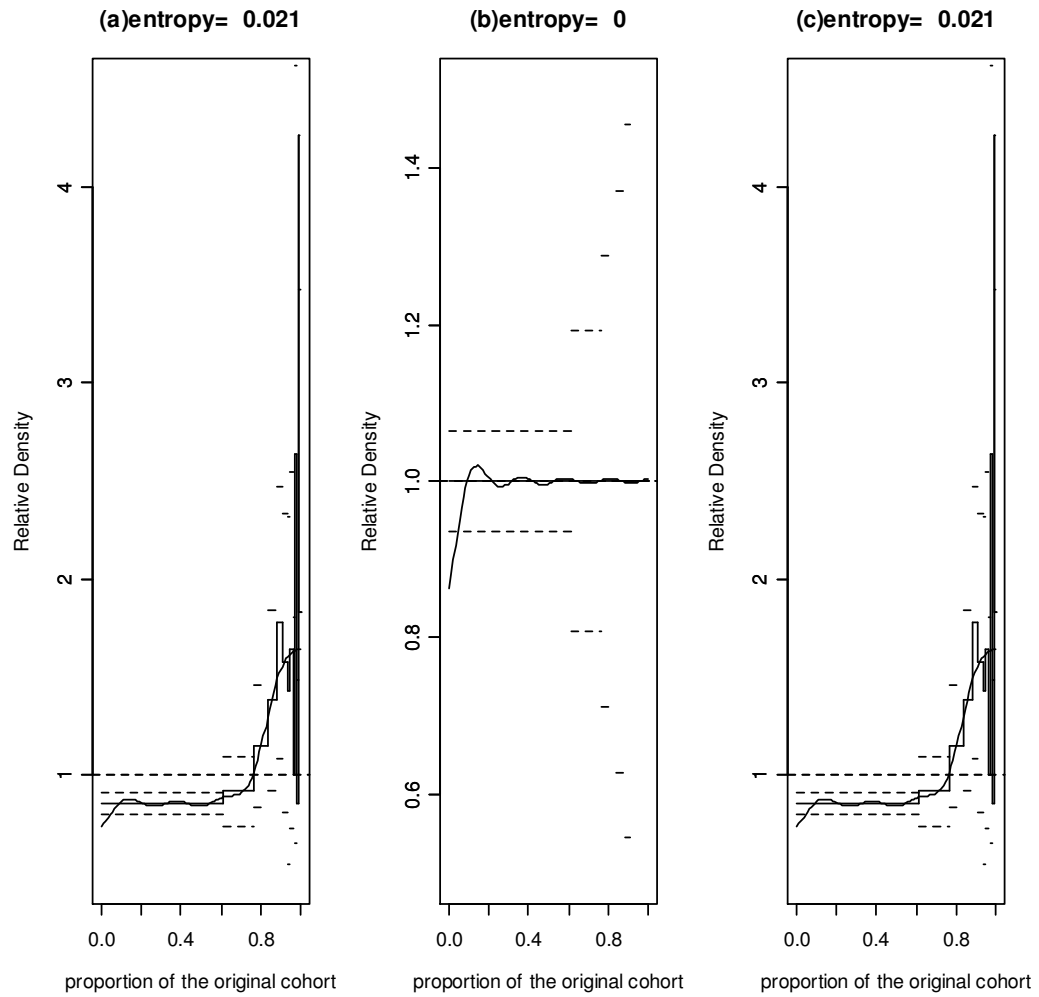 (a)entropy= 0.021
Relative Density
4
3
2
1
0.0 0.4 0.8
proportion of the original cohort
(b)entropy= 0
Relative Density
1.4
1.2
1.0
0.8
0.6
0.0 0.4 0.8
proportion of the original cohort
(c)entropy= 0.021
Relative Density
4
3
2
1
0.0 0.4 0.8
proportion of the original cohort